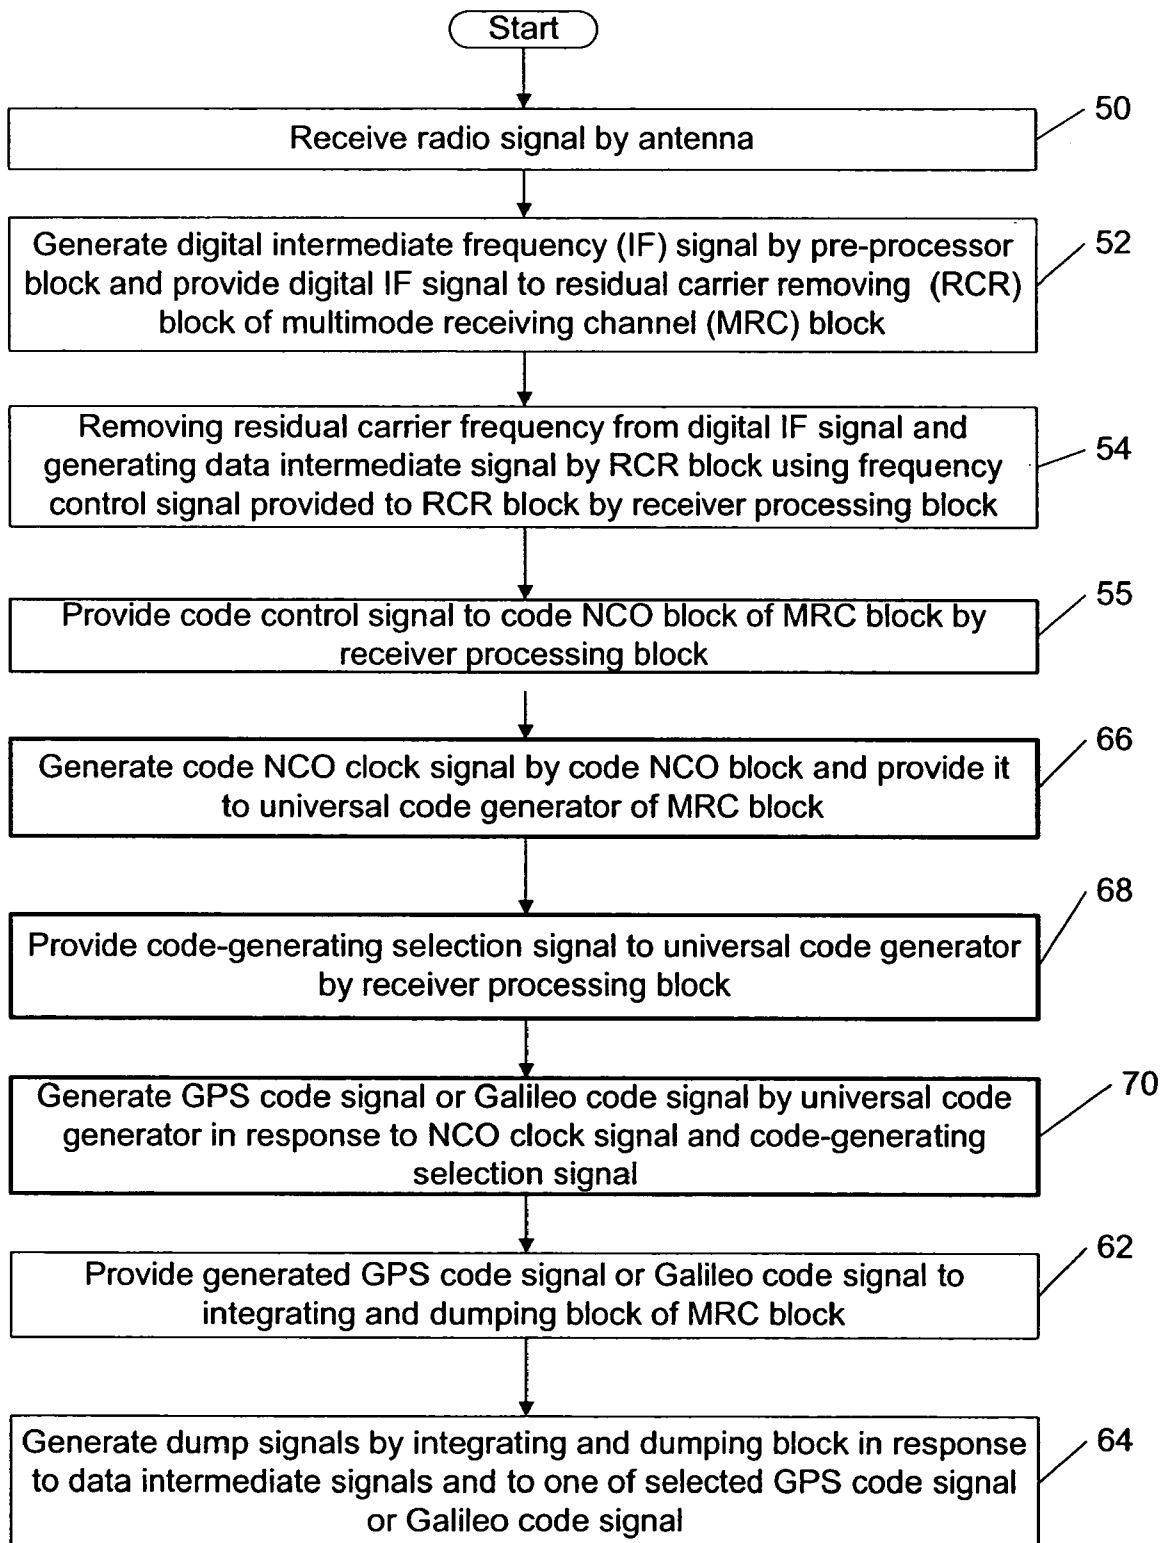 Start
50
Receive radio signal by antenna
52
Generate digital intermediate frequency (IF) signal by pre-processor
block and provide digital IF signal to residual carrier removing (RCR)
block of multimode receiving channel (MRC) block
54
Removing residual carrier frequency from digital IF signal and
generating data intermediate signal by RCR block using frequency
control signal provided to RCR block by receiver processing block
55
Provide code control signal to code NCO block of MRC block by
receiver processing block
66
Generate code NCO clock signal by code NCO block and provide it
to universal code generator of MRC block
68
Provide code-generating selection signal to universal code generator
by receiver processing block
70
Generate GPS code signal or Galileo code signal by universal code
generator in response to NCO clock signal and code-generating
selection signal
62
Provide generated GPS code signal or Galileo code signal to
integrating and dumping block of MRC block
64
Generate dump signals by integrating and dumping block in response
to data intermediate signals and to one of selected GPS code signal
or Galileo code signal